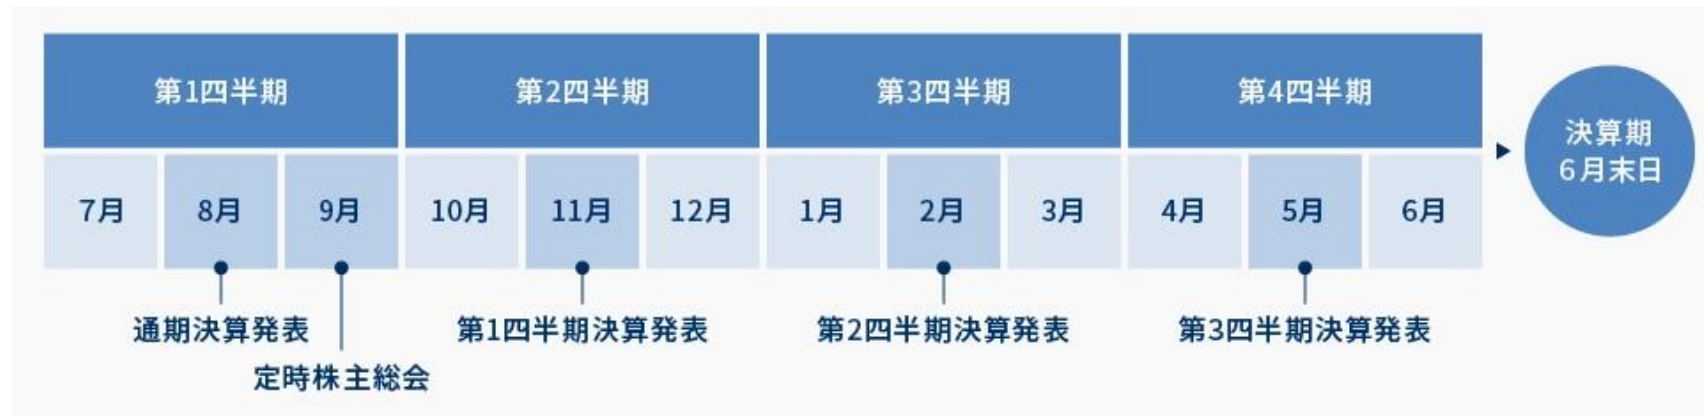 第1四半期
第2四半期
第3四半期
第4四半期
決算期
6月末日
7月
8月
9月
10月
11月
12月
1月
2月
3月
4月
5月
6月
通期決算発表
第1四半期決算発表
第2四半期決算発表
第3四半期決算発表
定時株主総会